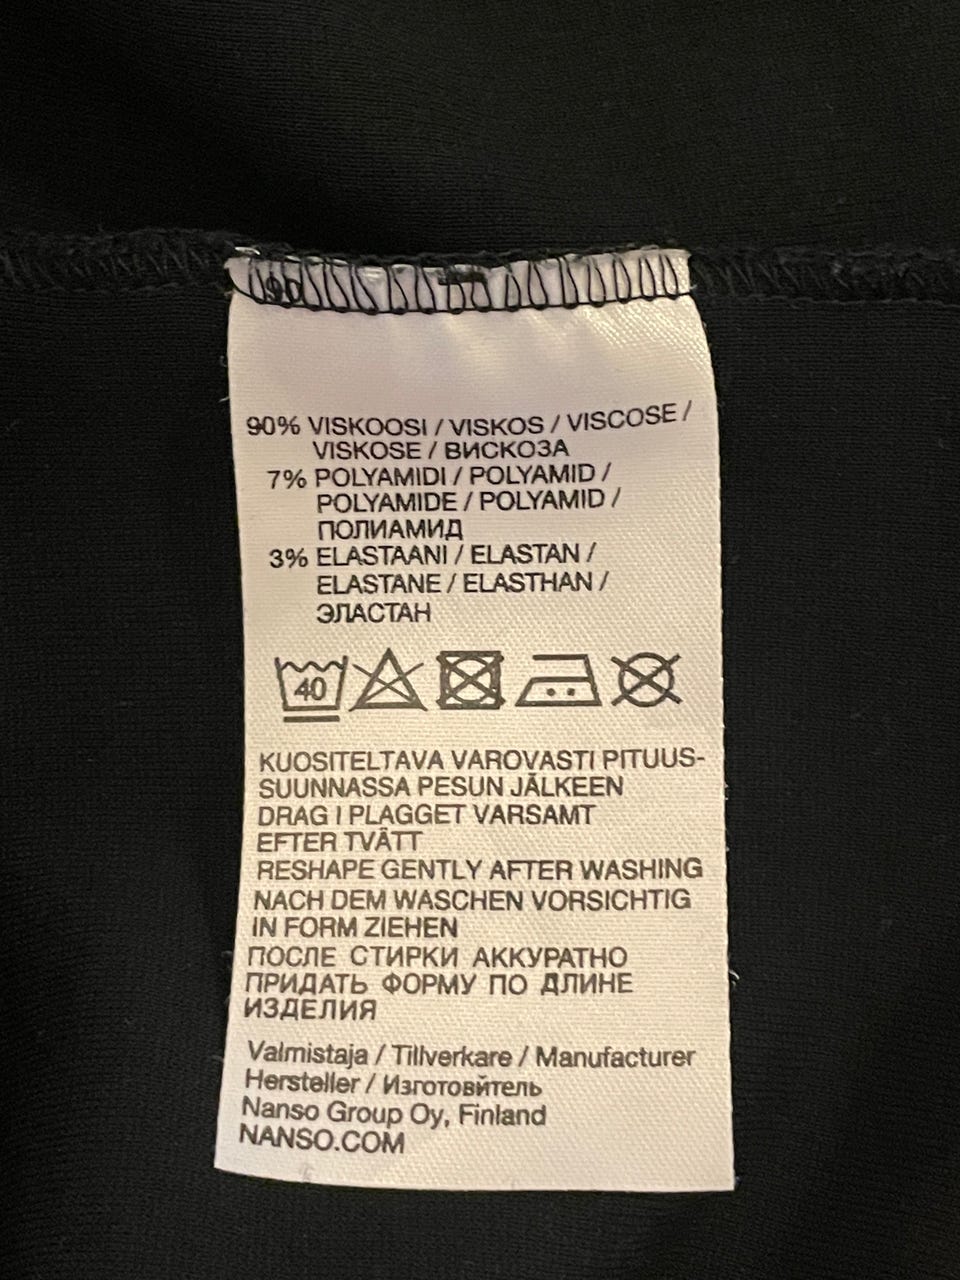 90% VISKOOSI / VISKOS / VISCOSE /
VISKOSE / ВИСКОЗА
7% POLYAMIDI / POLYAMID /
POLYAMIDE / POLYAMID /
ПОЛИАМИД
3% ELASTAANI / ELASTAN /
ELASTANE / ELASTHAN /
ЭЛАСТАН
40
KUOSITELTAVA VAROVASTI PITUUS-
SUUNNASSA PESUN JÄLKEEN
DRAG I PLAGGET VARSAMT
EFTER TVÄTT
RESHAPE GENTLY AFTER WASHING
NACH DEM WASCHEN VORSICHTIG
IN FORM ZIEHEN
ПОСЛЕ СТИРКИ АККУРАТНО
ПРИДАТЬ ФОРМУ ПО ДЛИНЕ
ИЗДЕЛИЯ
Valmistaja / Tillverkare / Manufacturer
Hersteller / Изготовйтель
Nanso Group Oy, Finland
NANSO.COM